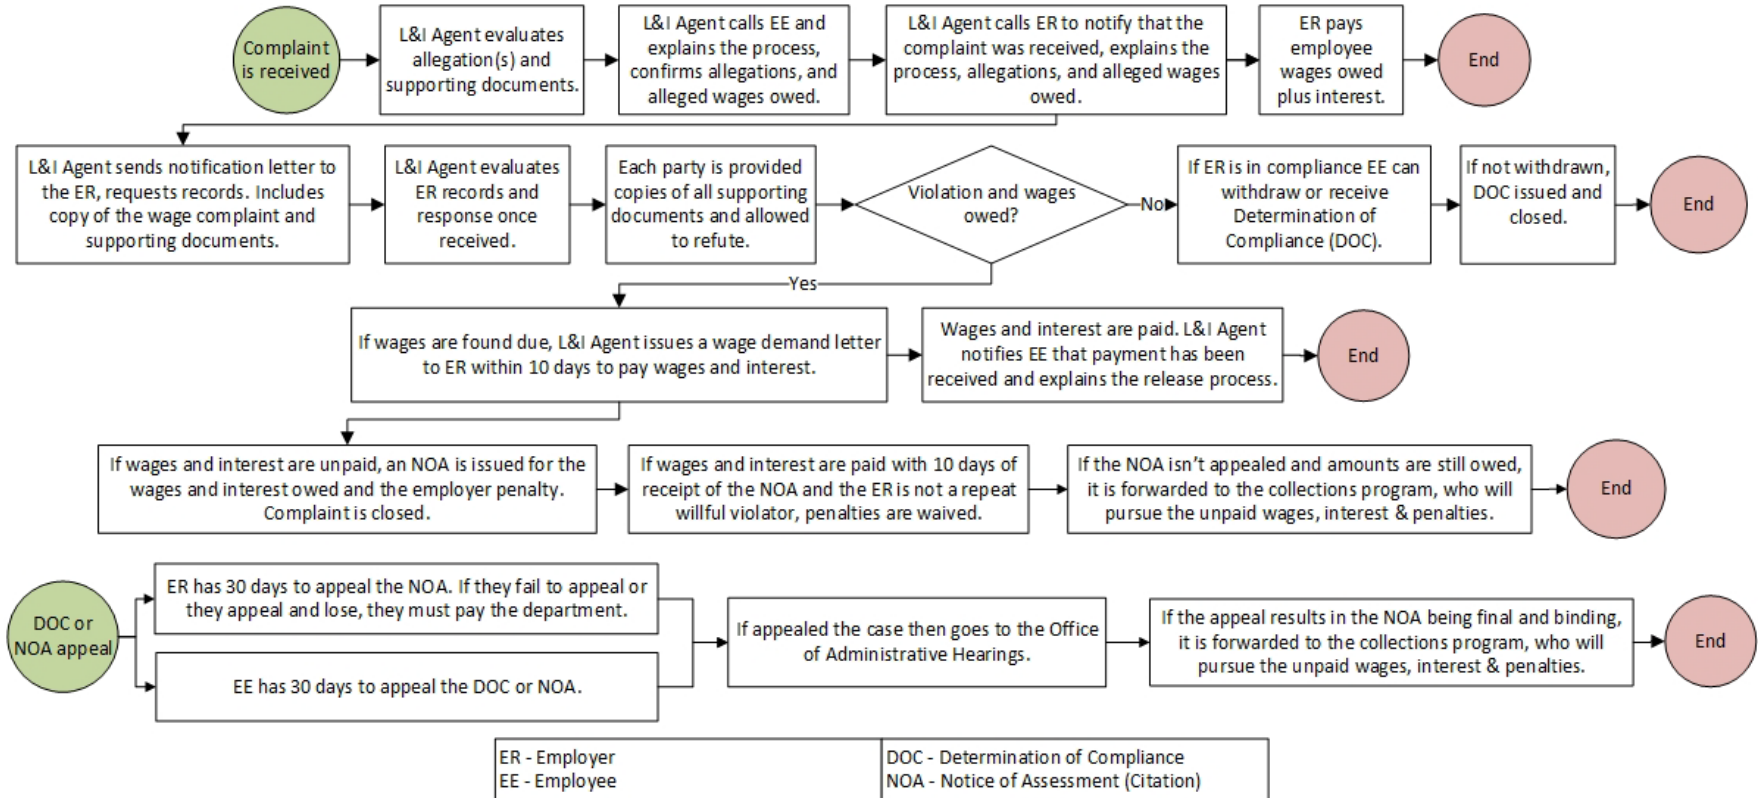 Complaint
is received
L&I Agent evaluates
allegation(s) and
supporting documents.
L&I Agent calls EE and
explains the process,
confirms allegations, and
alleged wages owed.
L&I Agent calls ER to notify that the
complaint was received, explains the
process, allegations, and alleged wages
owed.
ER pays
employee
wages owed
plus interest.
End
L&I Agent sends notification letter to
the ER, requests records. Includes
copy of the wage complaint and
supporting documents.
L&I Agent evaluates
ER records and
response once
received.
Each party is provided
copies of all supporting
documents and allowed
to refute.
Violation and wages
owed?
No
If ER is in compliance EE can
withdraw or receive
Determination of
Compliance (DOC).
If not withdrawn,
DOC issued and
closed.
End
Yes
If wages are found due, L&I Agent issues a wage demand letter
to ER within 10 days to pay wages and interest.
Wages and interest are paid. L&I Agent
notifies EE that payment has been
received and explains the release process.
End
If wages and interest are unpaid, an NOA is issued for the
wages and interest owed and the employer penalty.
Complaint is closed.
If wages and interest are paid with 10 days of
receipt of the NOA and the ER is not a repeat
willful violator, penalties are waived.
If the NOA isn't appealed and amounts are still owed,
it is forwarded to the collections program, who will
pursue the unpaid wages, interest & penalties.
End
DOC or
NOA appeal
ER has 30 days to appeal the NOA. If they fail to appeal or
they appeal and lose, they must pay the department.
EE has 30 days to appeal the DOC or NOA.
If appealed the case then goes to the Office
of Administrative Hearings.
If the appeal results in the NOA being final and binding,
it is forwarded to the collections program, who will
pursue the unpaid wages, interest & penalties.
End
ER - Employer
EE - Employee
DOC - Determination of Compliance
NOA - Notice of Assessment (Citation)